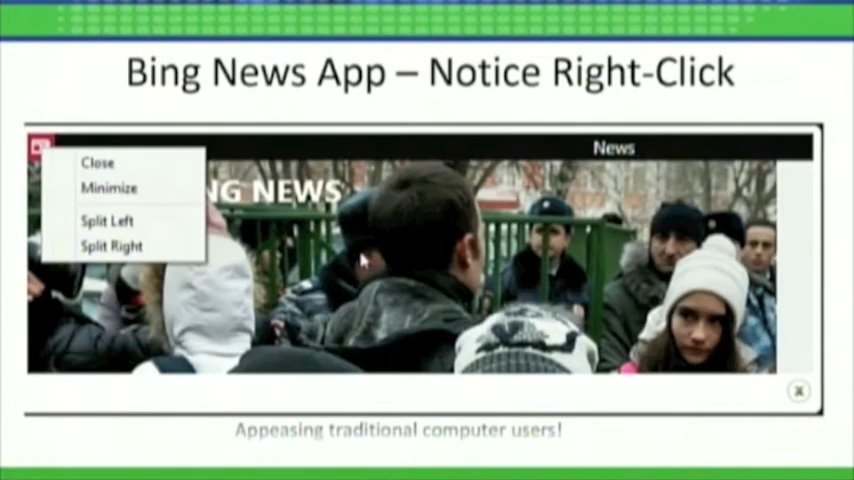 Bing News App – Notice Right-Click
News
Close
Minimize
NG NEWS
Split Left
Split Right
Appeasing traditional computer users!